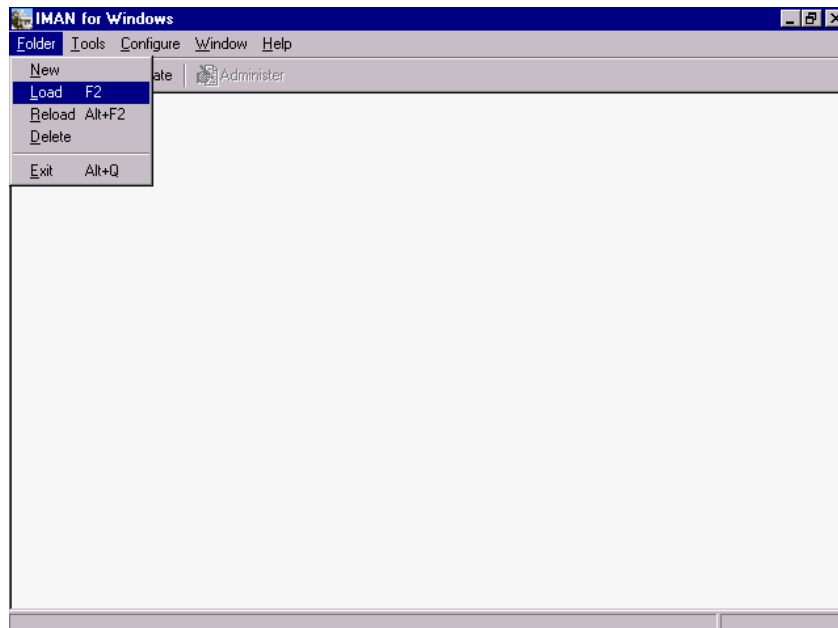 IMAN for Windows
Folder Tools Configure Window Help
ate Administer
New
Load F2
Reload Alt+F2
Delete
Exit Alt+Q